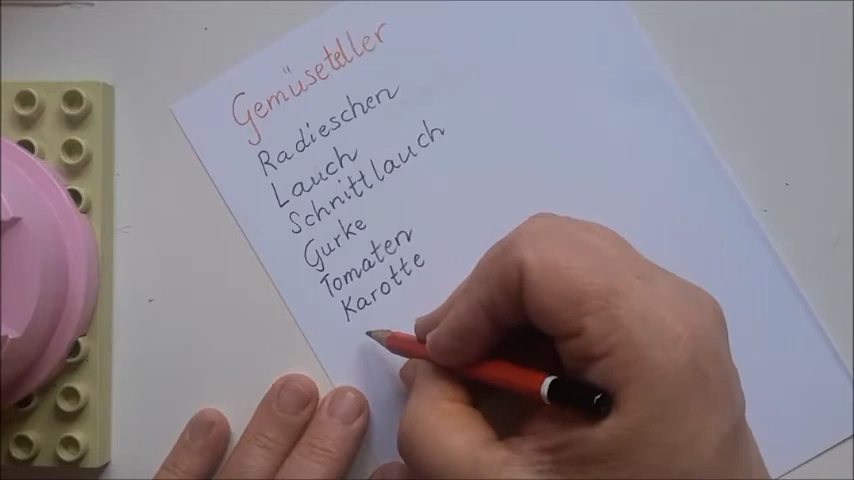 Gemüseteller
Radieschen
Lauch
Schnittlauch
Gurke
Tomaten
Karotte